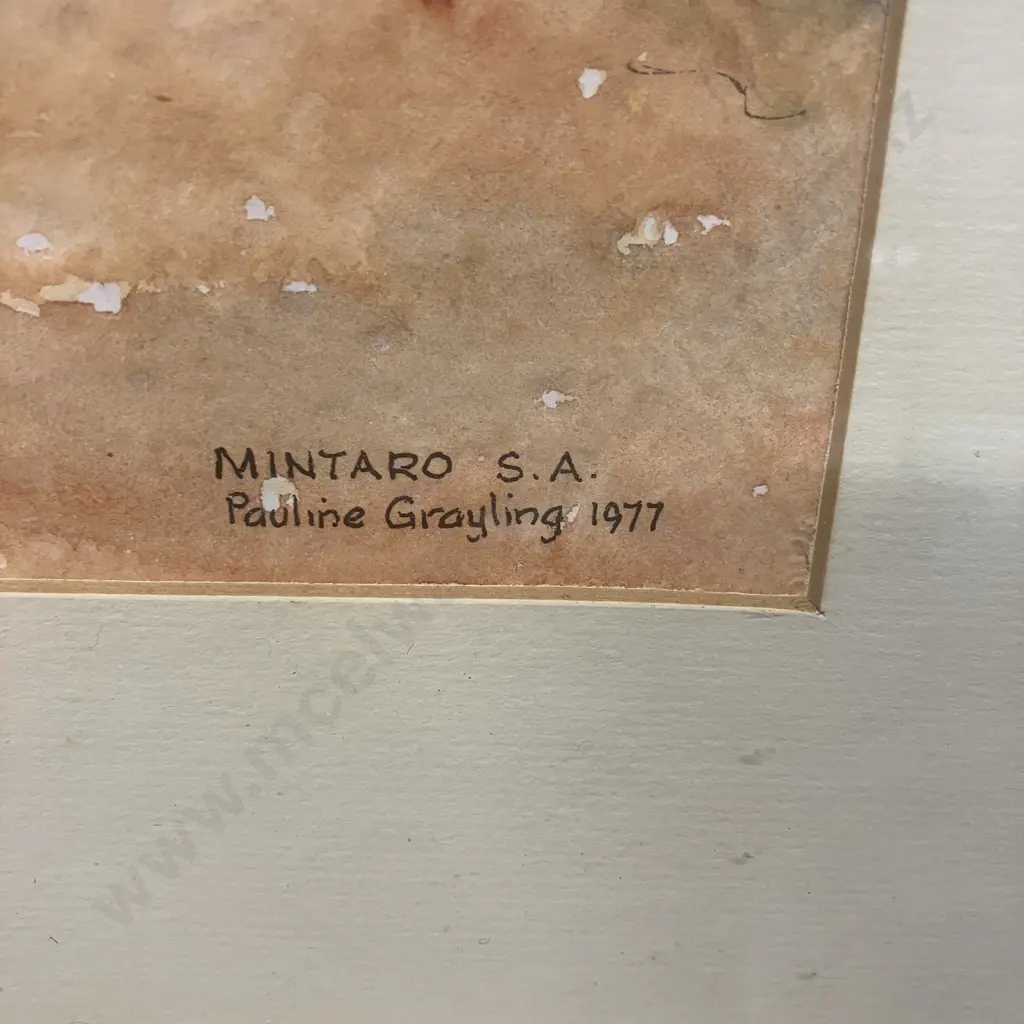 MINTARO S.A.
Pauline Grayling 1977